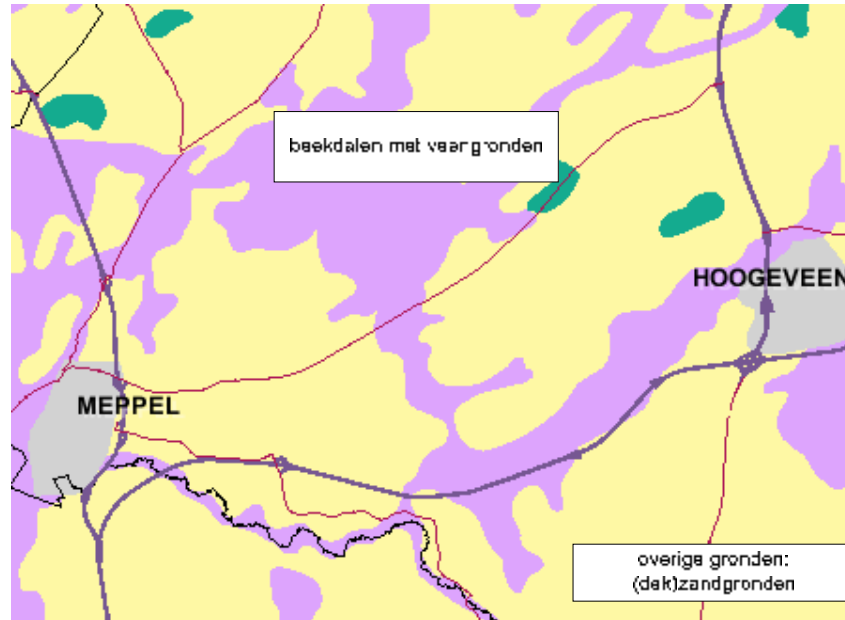 beekdalen met veengronden
HOOGEVEEN
MEPPEL
overige gronden:
(dek)zandgronden